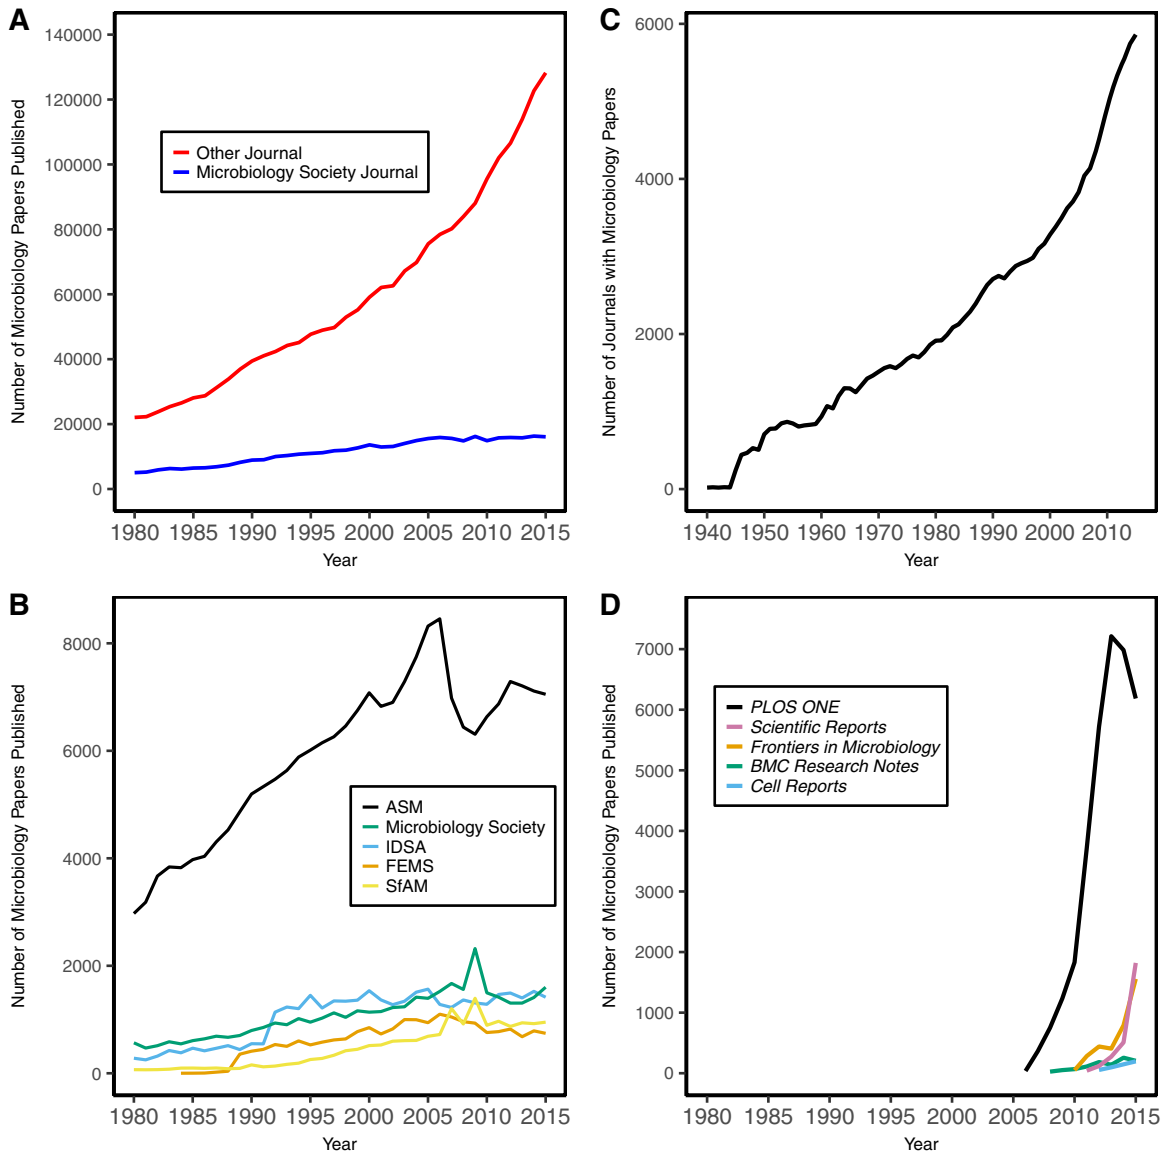 A
Number of Microbiology Papers Published
140000
120000
100000
80000
60000
40000
20000
0
Other Journal
Microbiology Society Journal
1980 1985 1990 1995 2000 2005 2010 2015
Year
C
Number of Journals with Microbiology Papers
6000
4000
2000
0
1940 1950 1960 1970 1980 1990 2000 2010
Year
B
Number of Microbiology Papers Published
8000
6000
4000
2000
0
ASM
Microbiology Society
IDSA
FEMS
SfAM
1980 1985 1990 1995 2000 2005 2010 2015
Year
D
Number of Microbiology Papers Published
7000
6000
5000
4000
3000
2000
1000
0
PLOS ONE
Scientific Reports
Frontiers in Microbiology
BMC Research Notes
Cell Reports
1980 1985 1990 1995 2000 2005 2010 2015
Year